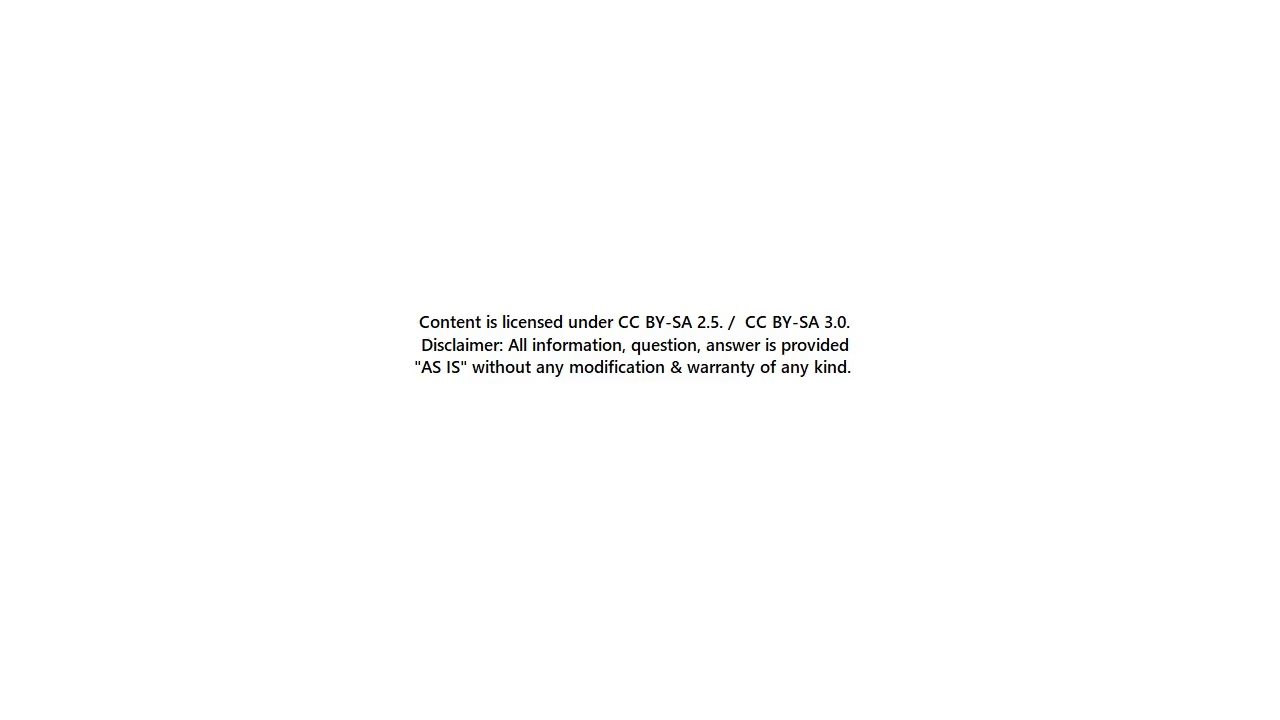 Content is licensed under CC BY-SA 2.5. /  CC BY-SA 3.0.
Disclaimer: All information, question, answer is provided
"AS IS" without any modification & warranty of any kind.